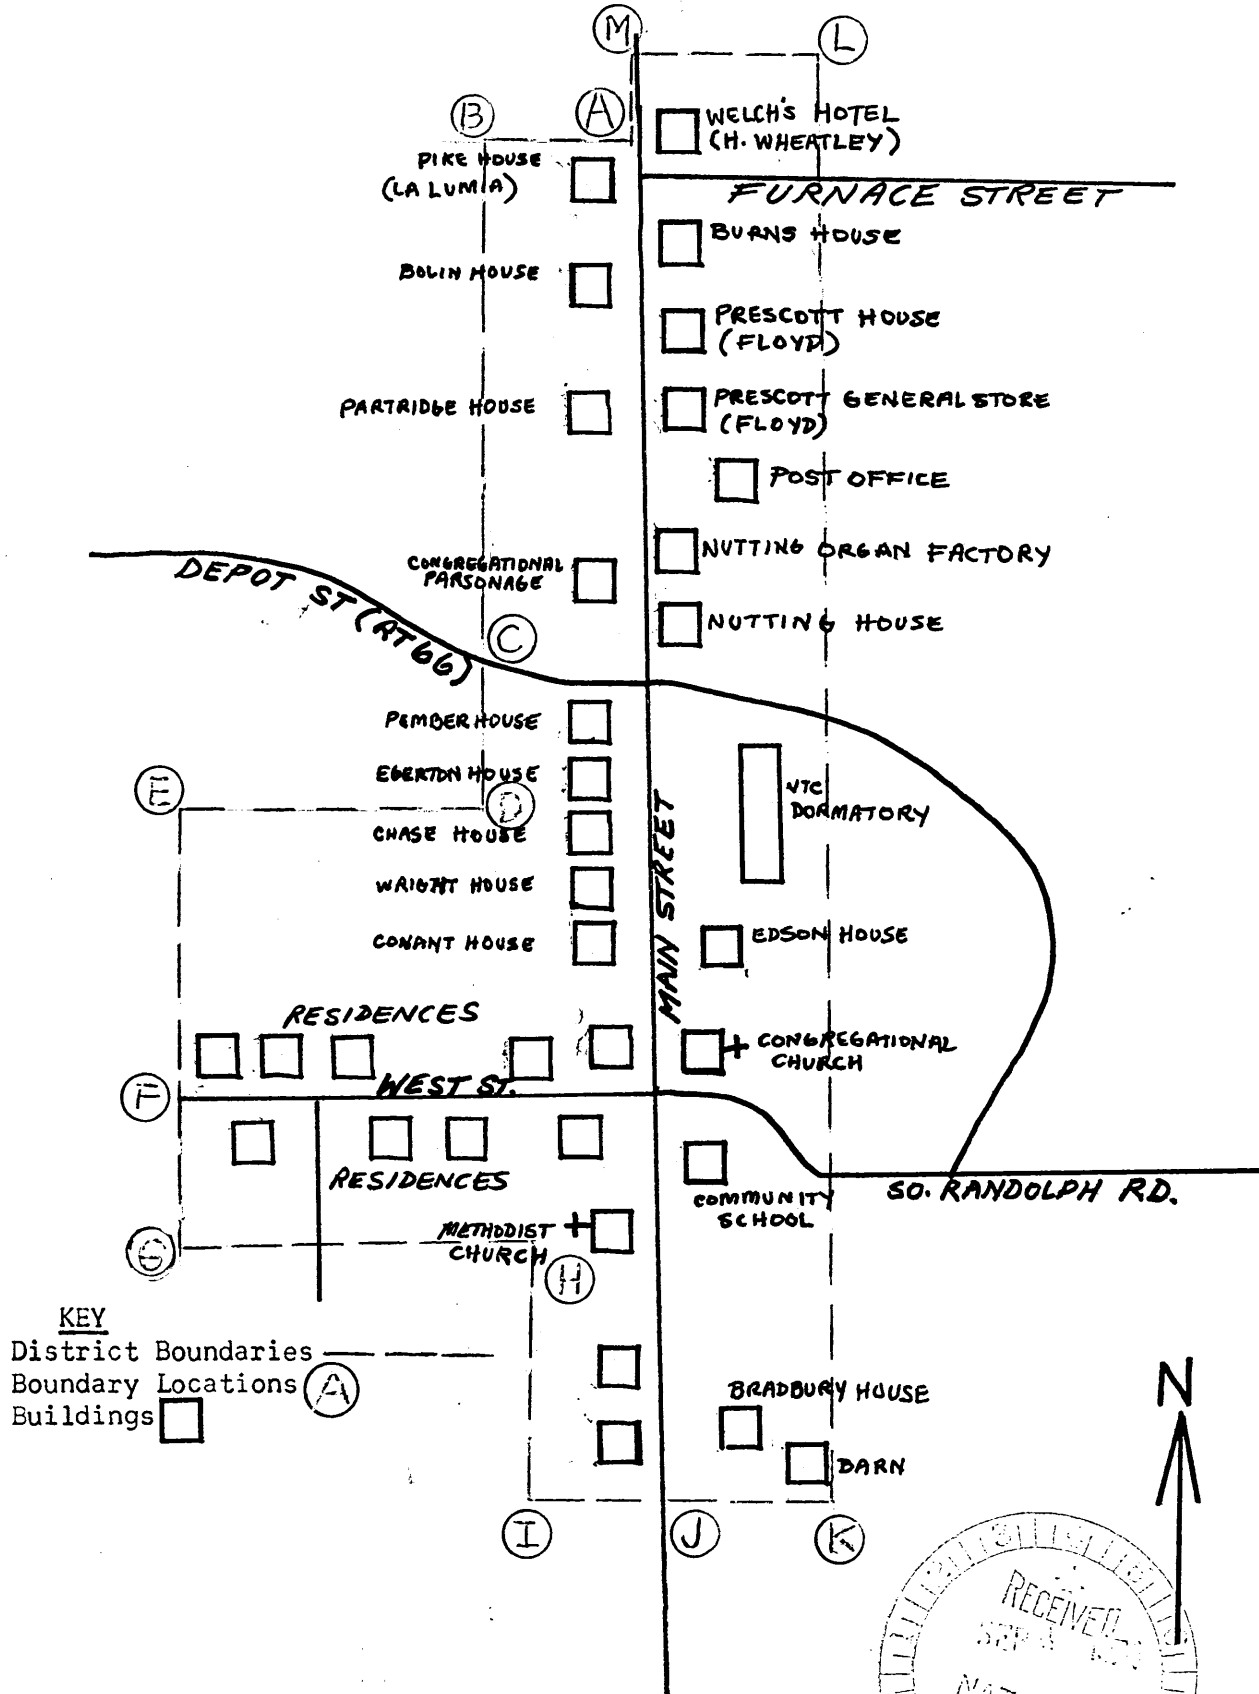 M
L
B
A
WELCH'S HOTEL
(H. WHEATLEY)
PIKE HOUSE
(LA LUMIA)
FURNACE STREET
BURNS HOUSE
BOLIN HOUSE
PRESCOTT HOUSE
(FLOYD)
PARTRIDGE HOUSE
PRESCOTT GENERAL STORE
(FLOYD)
POST OFFICE
NUTTING ORGAN FACTORY
CONGREGATIONAL
PARSONAGE
DEPOT ST (RT 66)
C
NUTTING HOUSE
PEMBER HOUSE
EGERTON HOUSE
E
D
VTC
DORMATORY
CHASE HOUSE
MAIN STREET
WRIGHT HOUSE
CONANT HOUSE
EDSON HOUSE
RESIDENCES
CONGREGATIONAL
CHURCH
WEST ST.
F
RESIDENCES
COMMUNITY
SCHOOL
SO. RANDOLPH RD.
METHODIST
CHURCH
G
H
KEY
District Boundaries
Boundary Locations A
Buildings
BRADBURY HOUSE
BARN
N
I
J
K
RECEIVED
SEP
NAT